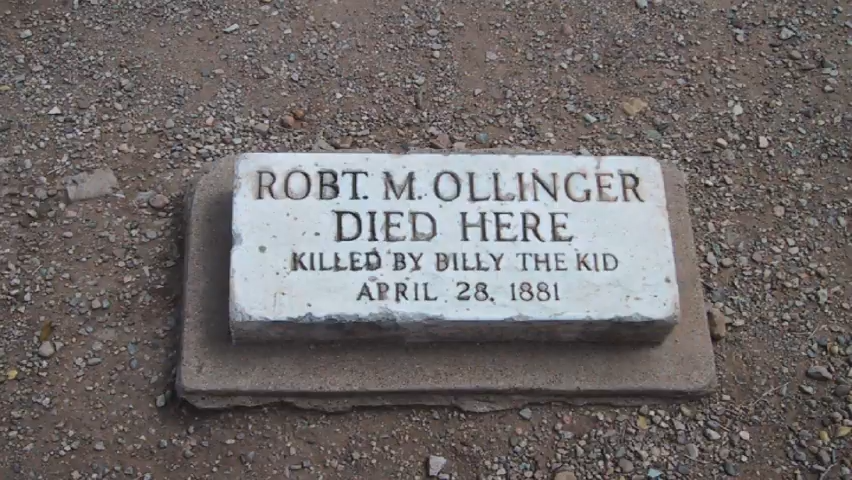 ROBT. M. OLLINGER
DIED HERE
KILLED BY BILLY THE KID
APRIL 28, 1881